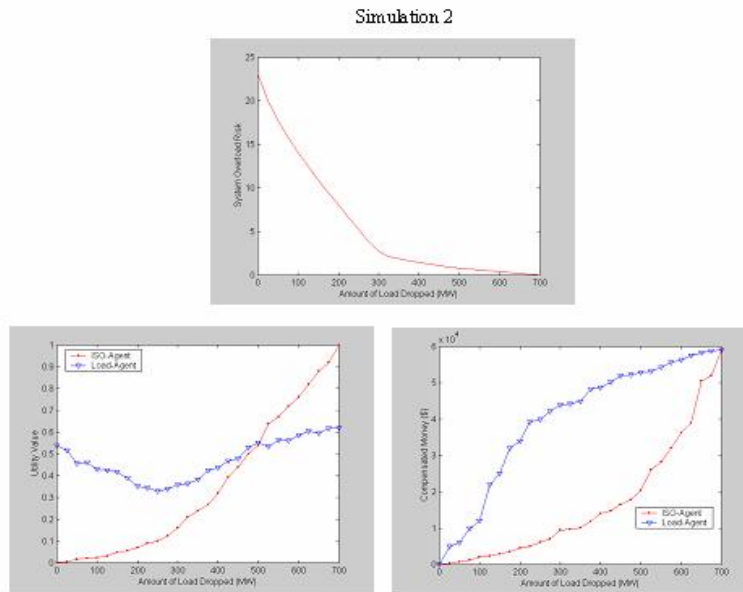 Simulation 2
25
20
15
10
5
0
System Overload Risk
0 100 200 300 400 500 600 700
Amount of Load Dropped (MW)
1
0.9
0.8
0.7
0.6
0.5
0.4
0.3
0.2
0.1
0
Utility Value
ISO-Agent
Load-Agent
0 100 200 300 400 500 600 700
Amount of Load Dropped (MW)
6 x 10^4
5
4
3
2
1
0
Compensated Money ($)
ISO-Agent
Load-Agent
0 100 200 300 400 500 600 700
Amount of Load Dropped (MW)